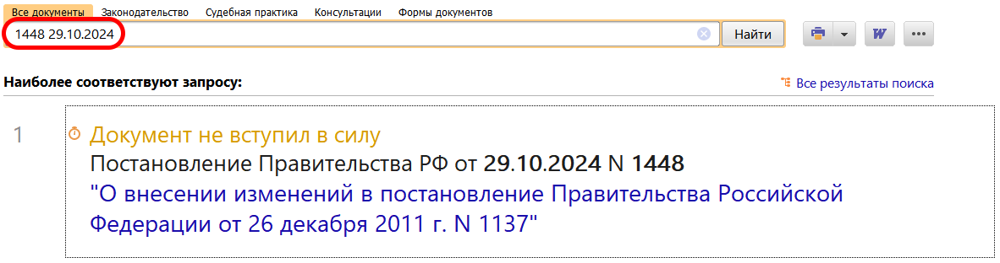 Все документы Законодательство Судебная практика Консультации Формы документов
1448 29.10.2024 Найти W
Наиболее соответствуют запросу: Все результаты поиска
1 Документ не вступил в силу
Постановление Правительства РФ от 29.10.2024 N 1448
"О внесении изменений в постановление Правительства Российской
Федерации от 26 декабря 2011 г. N 1137"